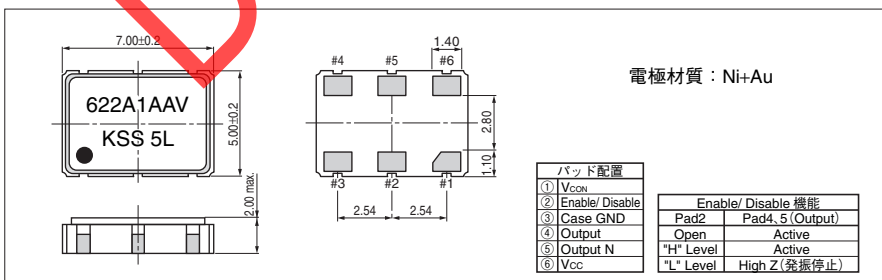 7.00±0.2
622A1AAV
KSS 5L
5.00±0.2
2.00 max.
#4
#5
#6
1.40
2.80
1.10
#3
#2
#1
2.54
2.54
電極材質：Ni+Au
パッド配置
① VCON
② Enable/ Disable
③ Case GND
④ Output
⑤ Output N
⑥ VCC
Enable/ Disable 機能
Pad2 Pad4、5（Output）
Open Active
"H" Level Active
"L" Level High Z（発振停止）